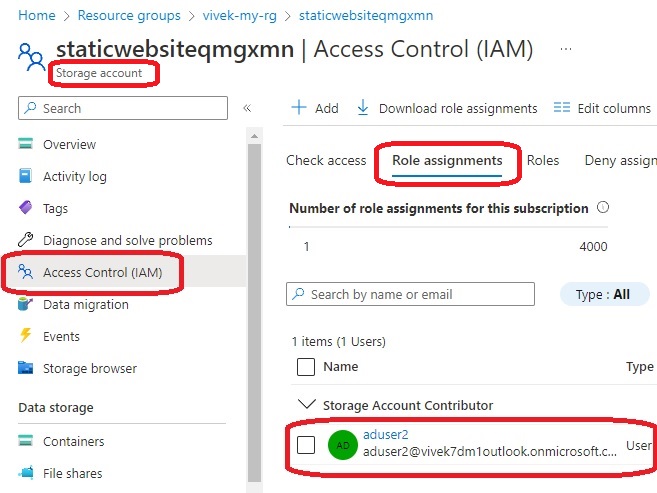 Home > Resource groups > vivek-my-rg > staticwebsiteqmgxmn
staticwebsiteqmgxmn | Access Control (IAM) ...
Storage account
Search «
+ Add Download role assignments Edit columns
Overview
Activity log
Tags
Diagnose and solve problems
Access Control (IAM)
Data migration
Events
Storage browser
Data storage
Containers
File shares
Check access Role assignments Roles Deny assign
Number of role assignments for this subscription
1 4000
Search by name or email Type : All
1 items (1 Users)
Name Type
Storage Account Contributor
AD aduser2
aduser2@vivek7dm1outlook.onmicrosoft.c... User